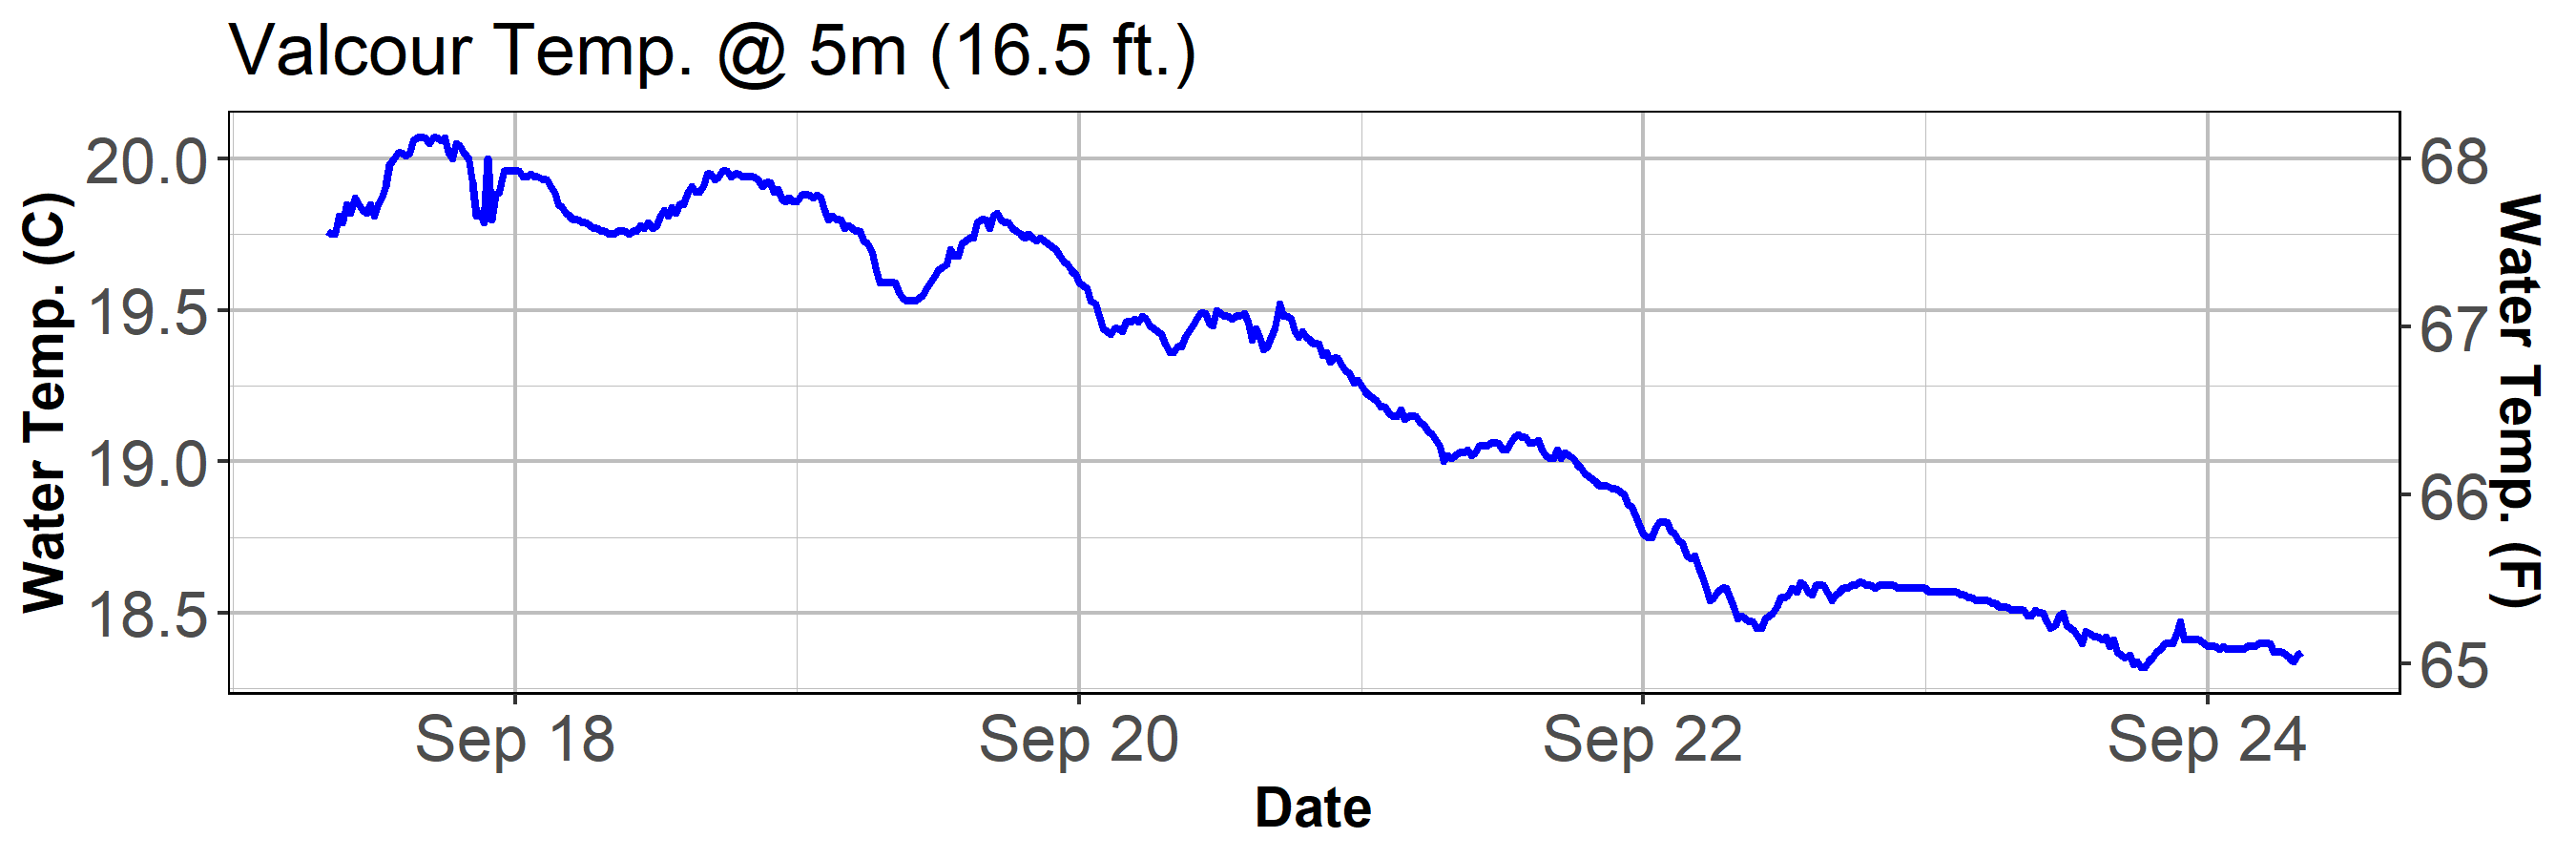 Valcour Temp. @ 5m (16.5 ft.)
Water Temp. (C)
20.0
19.5
19.0
18.5
68
67
66
65
Water Temp. (F)
Sep 18
Sep 20
Sep 22
Sep 24
Date